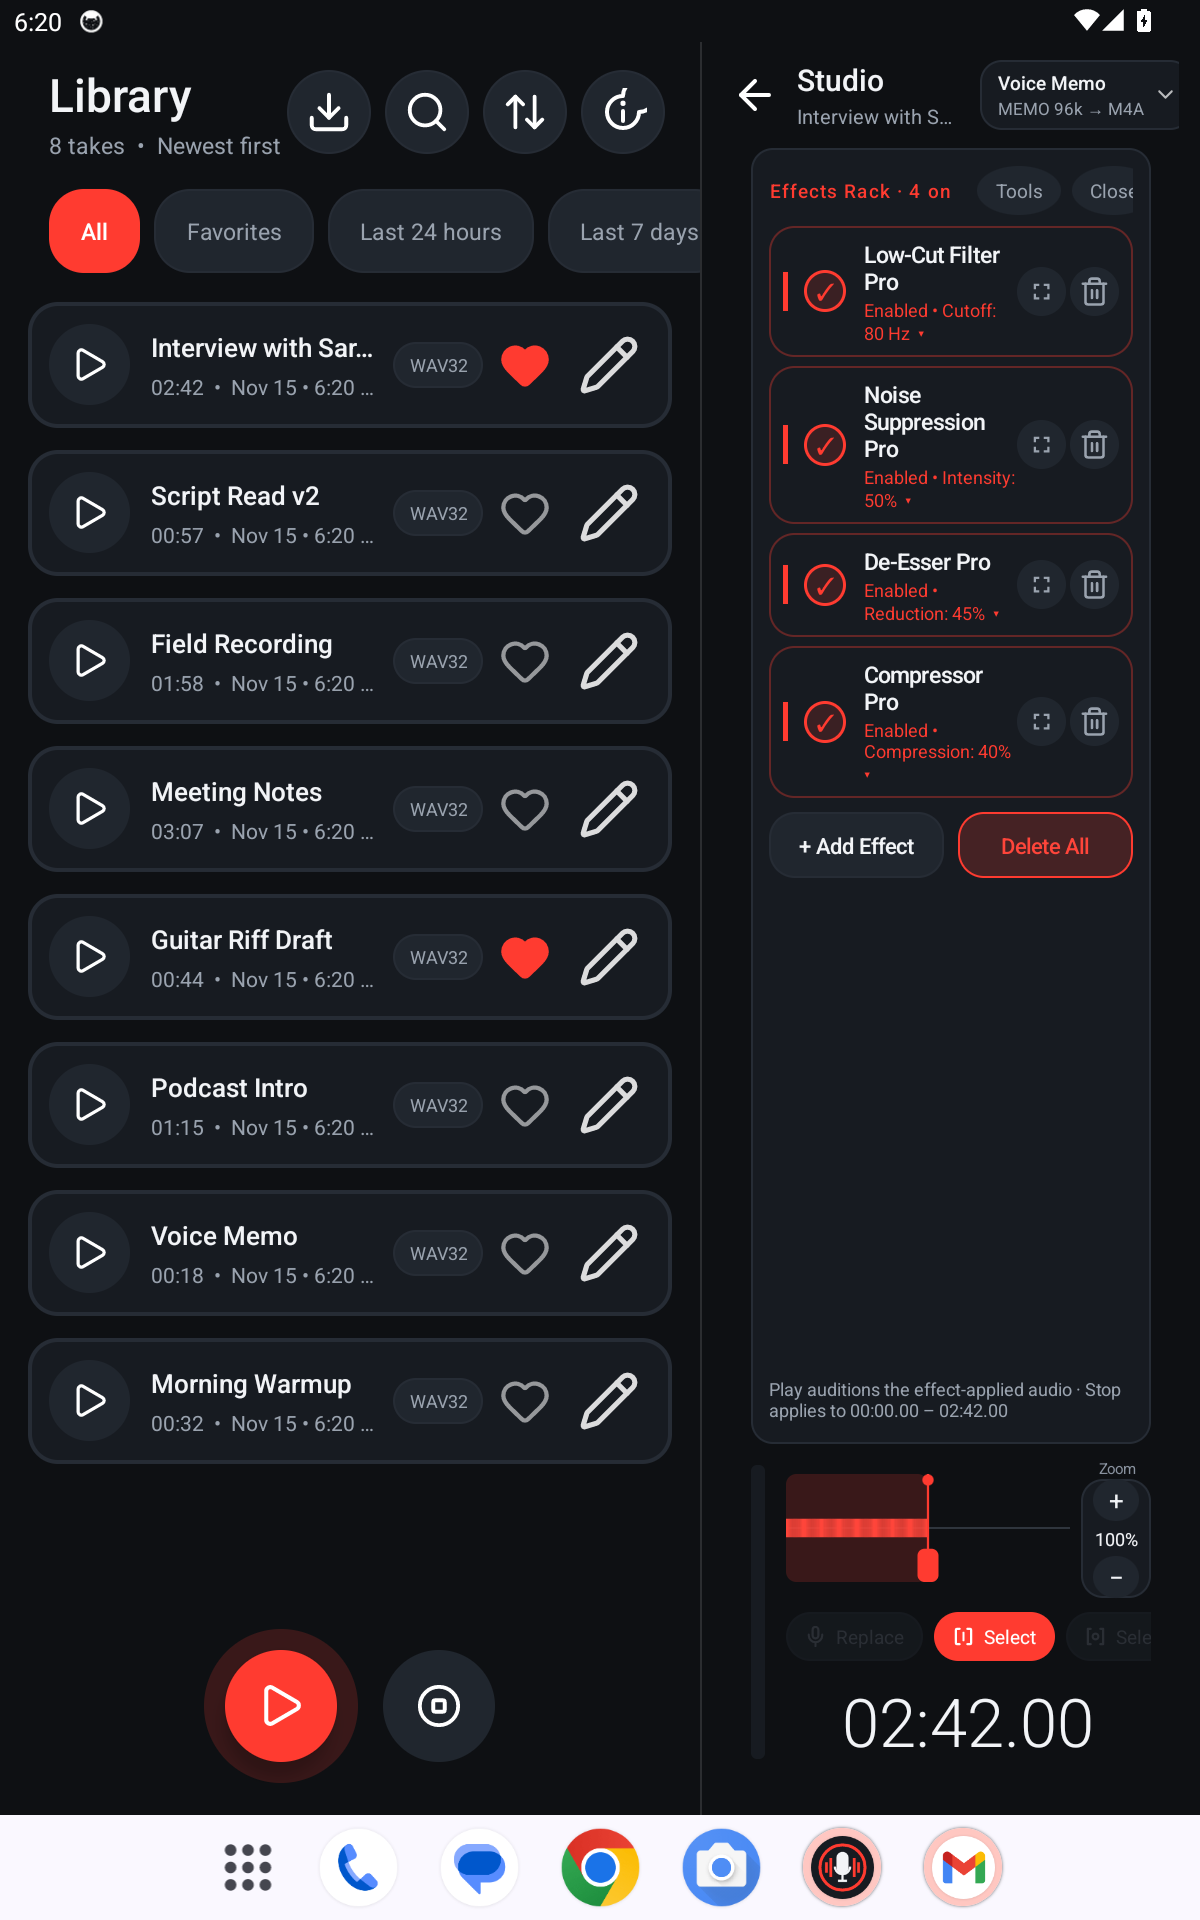 6:20
Library
8 takes • Newest first
All
Favorites
Last 24 hours
Last 7 days
Interview with Sar...
02:42 • Nov 15 • 6:20 ...
WAV32
Script Read v2
00:57 • Nov 15 • 6:20 ...
WAV32
Field Recording
01:58 • Nov 15 • 6:20 ...
WAV32
Meeting Notes
03:07 • Nov 15 • 6:20 ...
WAV32
Guitar Riff Draft
00:44 • Nov 15 • 6:20 ...
WAV32
Podcast Intro
01:15 • Nov 15 • 6:20 ...
WAV32
Voice Memo
00:18 • Nov 15 • 6:20 ...
WAV32
Morning Warmup
00:32 • Nov 15 • 6:20 ...
WAV32
Studio
Interview with S...
Voice Memo
MEMO 96k → M4A
Effects Rack · 4 on
Tools
Close
Low-Cut Filter
Pro
Enabled • Cutoff:
80 Hz ▾
Noise
Suppression
Pro
Enabled • Intensity:
50% ▾
De-Esser Pro
Enabled •
Reduction: 45% ▾
Compressor
Pro
Enabled •
Compression: 40%
▾
+ Add Effect
Delete All
Play auditions the effect-applied audio · Stop
applies to 00:00.00 – 02:42.00
Zoom
+
100%
−
Replace
Select
Sele
02:42.00